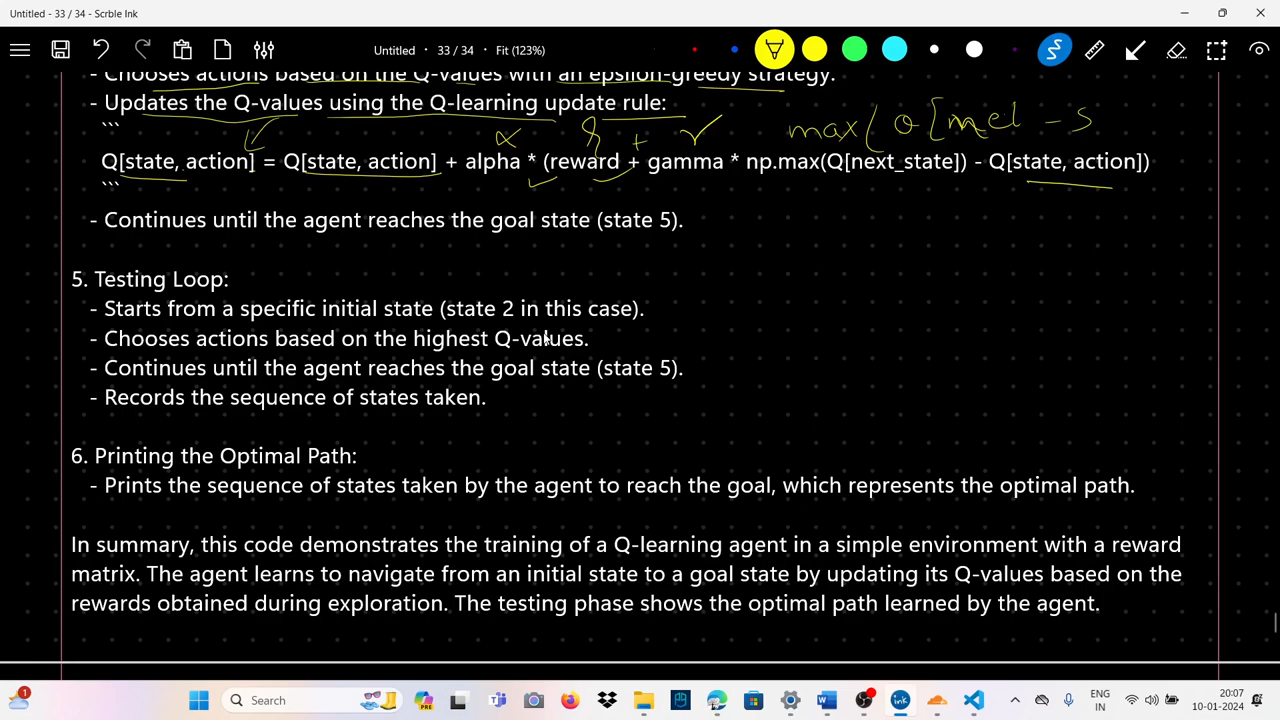 Untitled - 33 / 34 - Scrble Ink
Untitled • 33 / 34 • Fit (123%)
- Chooses actions based on the Q-values with an epsilon-greedy strategy.
- Updates the Q-values using the Q-learning update rule:
```
α + max( Q[ - s
Q[state, action] = Q[state, action] + alpha * (reward + gamma * np.max(Q[next_state]) - Q[state, action])
```
- Continues until the agent reaches the goal state (state 5).
5. Testing Loop:
- Starts from a specific initial state (state 2 in this case).
- Chooses actions based on the highest Q-values.
- Continues until the agent reaches the goal state (state 5).
- Records the sequence of states taken.
6. Printing the Optimal Path:
- Prints the sequence of states taken by the agent to reach the goal, which represents the optimal path.
In summary, this code demonstrates the training of a Q-learning agent in a simple environment with a reward
matrix. The agent learns to navigate from an initial state to a goal state by updating its Q-values based on the
rewards obtained during exploration. The testing phase shows the optimal path learned by the agent.
1
Search
PRE
ink
ENG
IN
20:07
10-01-2024